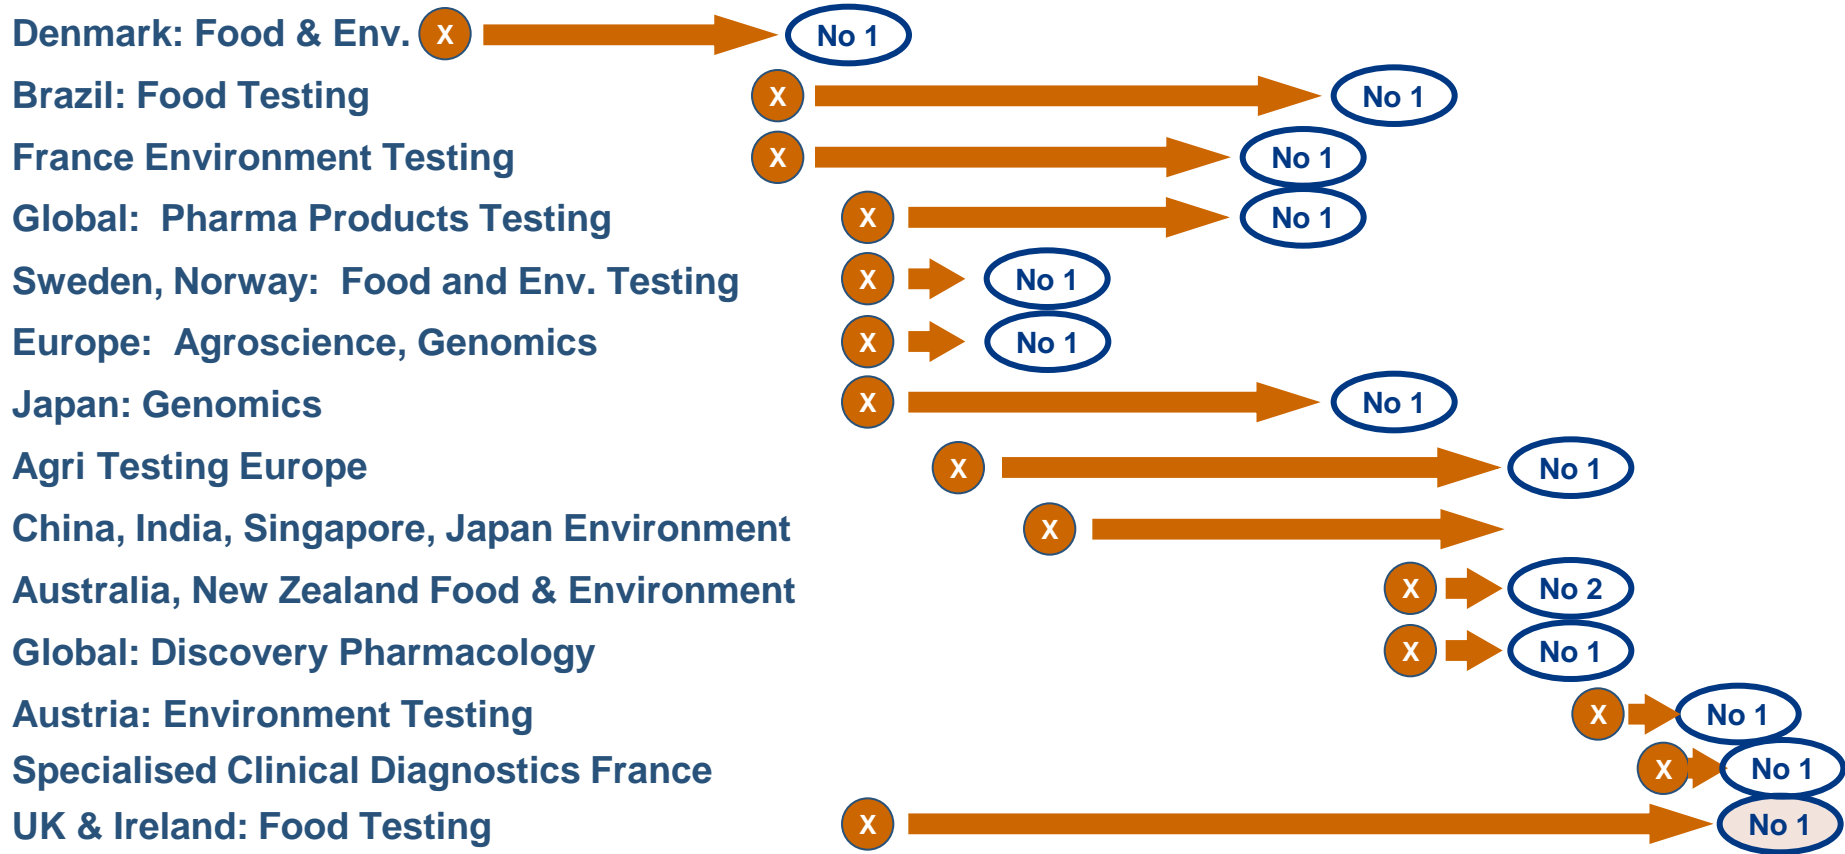 Denmark: Food & Env. X No 1
Brazil: Food Testing X No 1
France Environment Testing X No 1
Global: Pharma Products Testing X No 1
Sweden, Norway: Food and Env. Testing X No 1
Europe: Agroscience, Genomics X No 1
Japan: Genomics X No 1
Agri Testing Europe X No 1
China, India, Singapore, Japan Environment X
Australia, New Zealand Food & Environment X No 2
Global: Discovery Pharmacology X No 1
Austria: Environment Testing X No 1
Specialised Clinical Diagnostics France X No 1
UK & Ireland: Food Testing X No 1